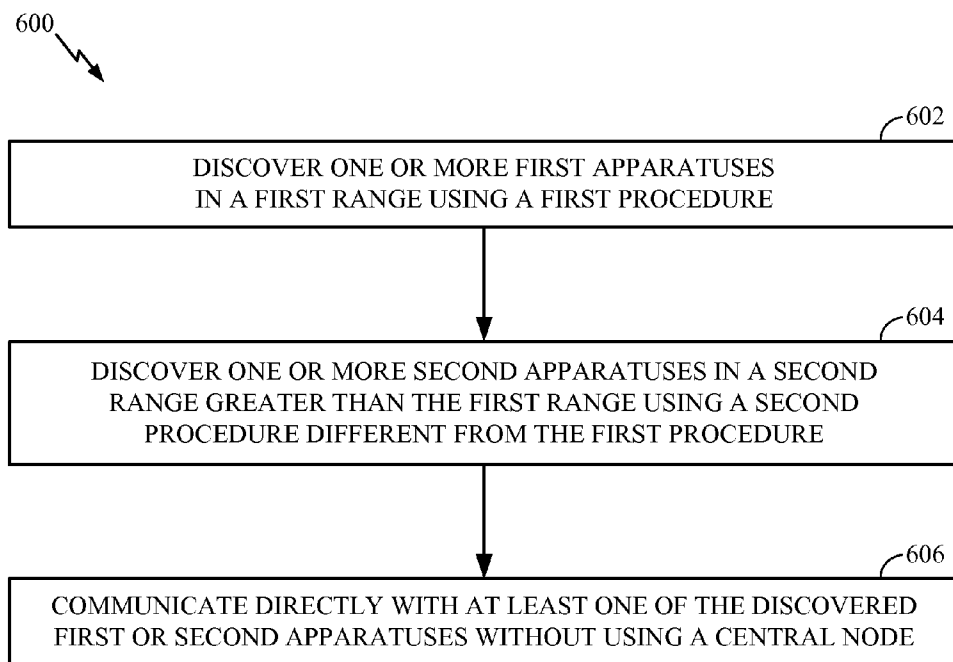 600
602
DISCOVER ONE OR MORE FIRST APPARATUSES
IN A FIRST RANGE USING A FIRST PROCEDURE
604
DISCOVER ONE OR MORE SECOND APPARATUSES IN A SECOND
RANGE GREATER THAN THE FIRST RANGE USING A SECOND
PROCEDURE DIFFERENT FROM THE FIRST PROCEDURE
606
COMMUNICATE DIRECTLY WITH AT LEAST ONE OF THE DISCOVERED
FIRST OR SECOND APPARATUSES WITHOUT USING A CENTRAL NODE